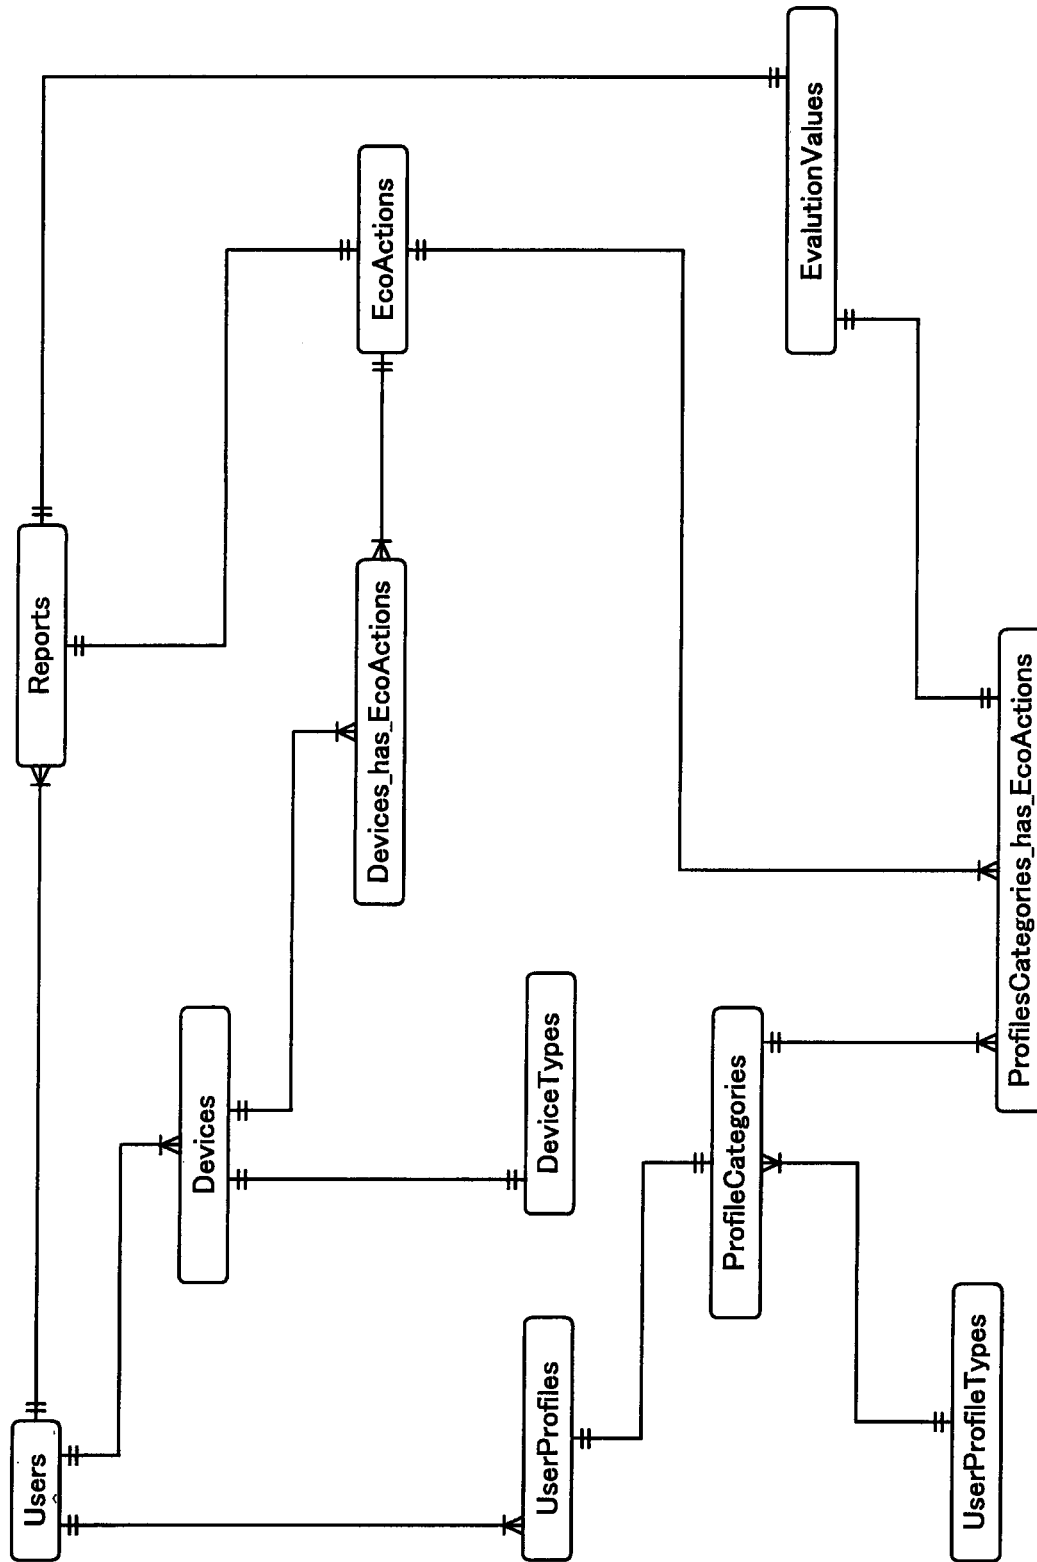 Users
Reports
Devices
EcoActions
Devices_has_EcoActions
DeviceTypes
UserProfiles
ProfileCategories
EvalutionValues
UserProfileTypes
ProfilesCategories_has_EcoActions